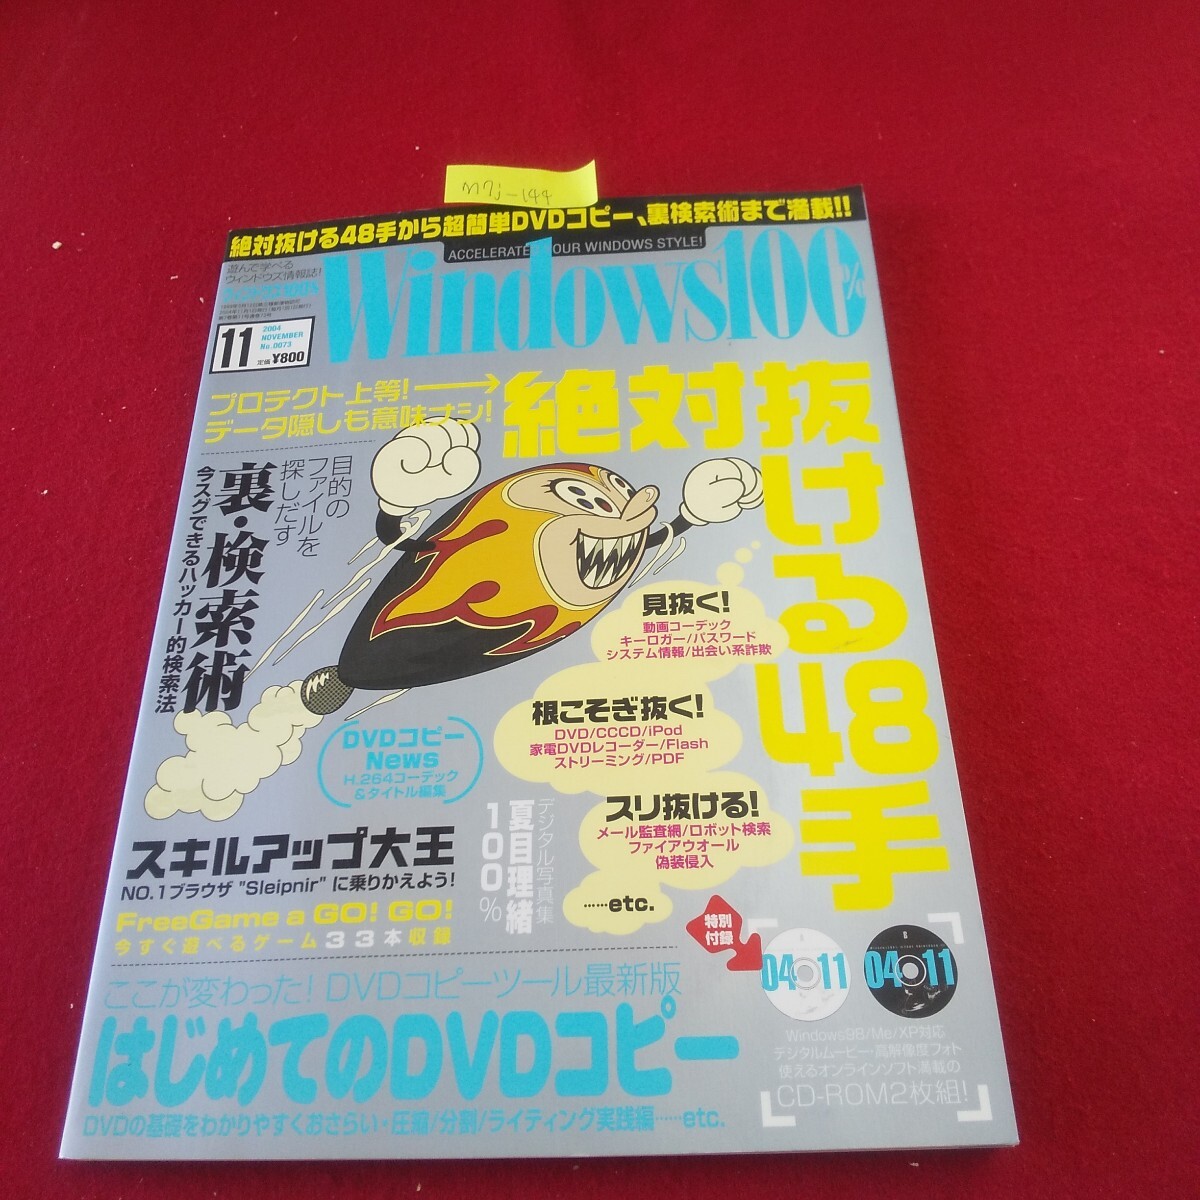 M7j-144
絶対抜ける48手から超簡単DVDコピー、裏検索術まで満載!!
遊んで学べる
ウィンドウズ情報誌!
Windows100%
11
2004
NOVEMBER
No.0073
定価 ¥800
プロテクト上等!
データ隠しも意味ナシ!
絶対抜ける48手
目的の
ファイルを
探しだす
裏・検索術
今スグできるハッカー的検索法
見抜く!
動画コーデック
キーロガー/パスワード
システム情報/出会い系詐欺
根こそぎ抜く!
DVD/CCCD/iPod
家電DVDレコーダー/Flash
ストリーミング/PDF
スリ抜ける!
メール監査網/ロボット検索
ファイアウオール
偽装侵入
……etc.
DVDコピー
News
H.264コーデック
&タイトル編集
デジタル写真集
夏目理緒
100%
スキルアップ大王
NO.1ブラウザ "Sleipnir" に乗りかえよう!
FreeGame a GO! GO!
今すぐ遊べるゲーム33本収録
特別
付録
04 11
04 11
Windows98/Me/XP対応
デジタルムービー・高解像度フォト
使えるオンラインソフト満載の
CD-ROM2枚組!
ここが変わった! DVDコピーツール最新版
はじめてのDVDコピー
DVDの基礎をわかりやすくおさらい・圧縮/分割/ライティング実践編……etc.